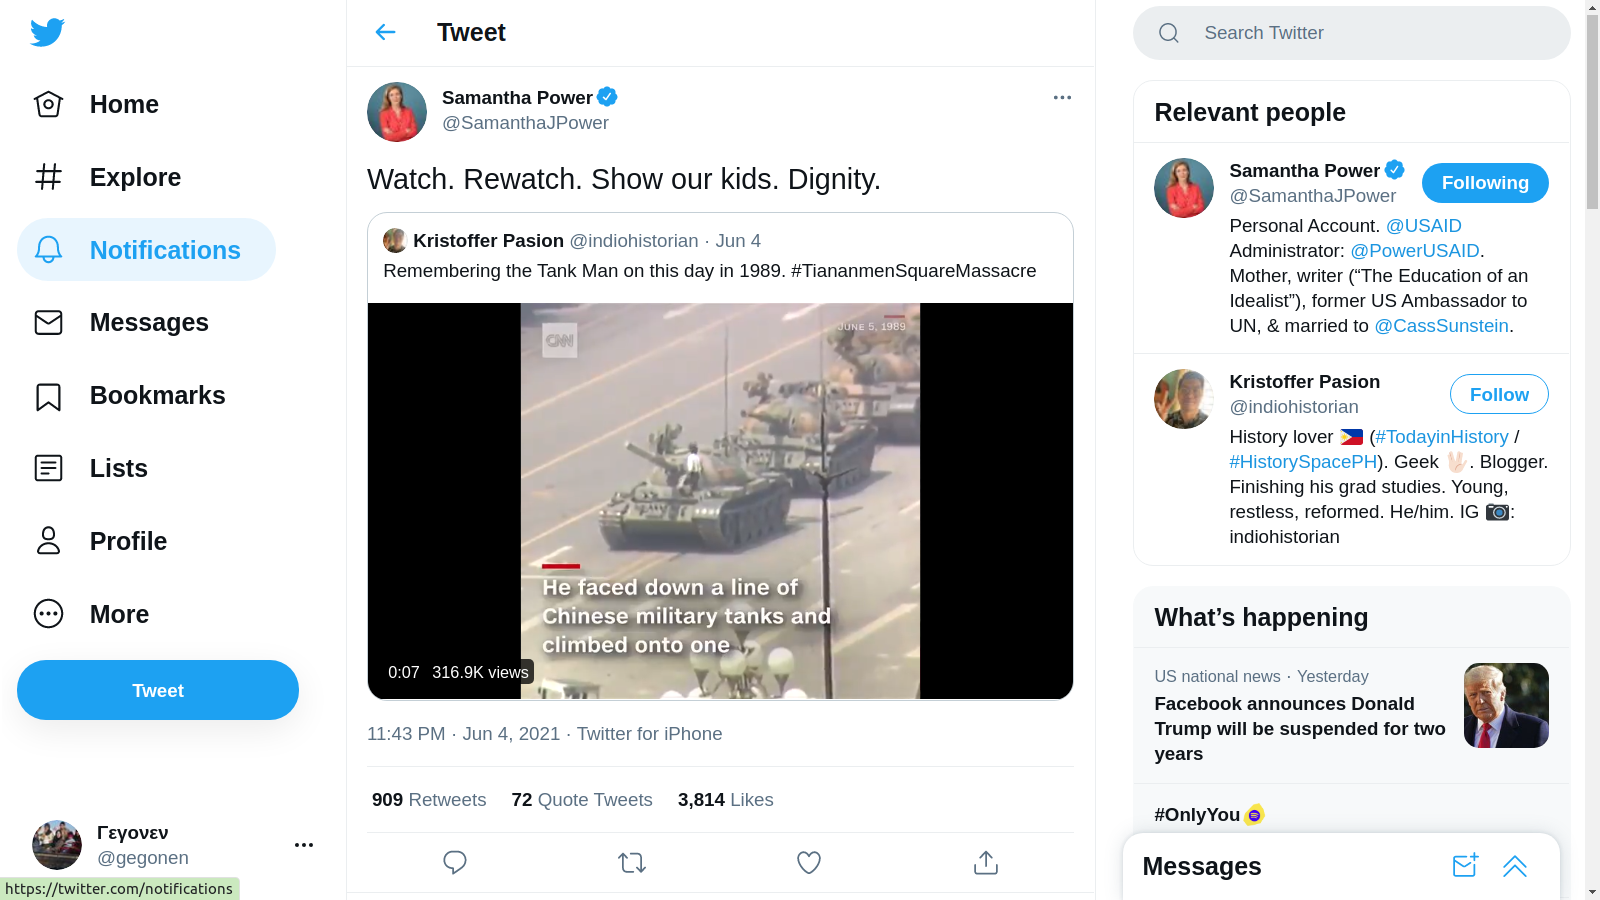 Home
Explore
Notifications
Messages
Bookmarks
Lists
Profile
More
Tweet
Γεγονεν
@gegonen
https://twitter.com/notifications
Tweet
Samantha Power
@SamanthaJPower
Watch. Rewatch. Show our kids. Dignity.
Kristoffer Pasion @indiohistorian · Jun 4
Remembering the Tank Man on this day in 1989. #TiananmenSquareMassacre
CNN
JUNE 5, 1989
He faced down a line of
Chinese military tanks and
climbed onto one
0:07 316.9K views
11:43 PM · Jun 4, 2021 · Twitter for iPhone
909 Retweets 72 Quote Tweets 3,814 Likes
Search Twitter
Relevant people
Samantha Power
@SamanthaJPower
Following
Personal Account. @USAID
Administrator: @PowerUSAID.
Mother, writer (“The Education of an
Idealist”), former US Ambassador to
UN, & married to @CassSunstein.
Kristoffer Pasion
@indiohistorian
Follow
History lover 🇵🇭 (#TodayinHistory /
#HistorySpacePH). Geek 🖖🏻. Blogger.
Finishing his grad studies. Young,
restless, reformed. He/him. IG 📷:
indiohistorian
What’s happening
US national news · Yesterday
Facebook announces Donald
Trump will be suspended for two
years
#OnlyYou
Messages